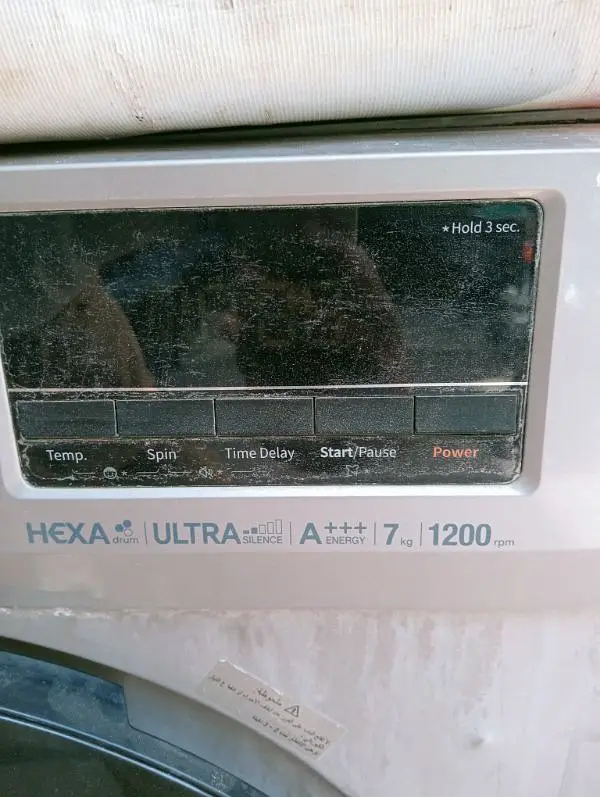 *Hold 3 sec.
Temp. Spin Time Delay Start/Pause Power
HEXA drum | ULTRA SILENCE | A+++ ENERGY | 7 kg | 1200 rpm
ملحوظة: